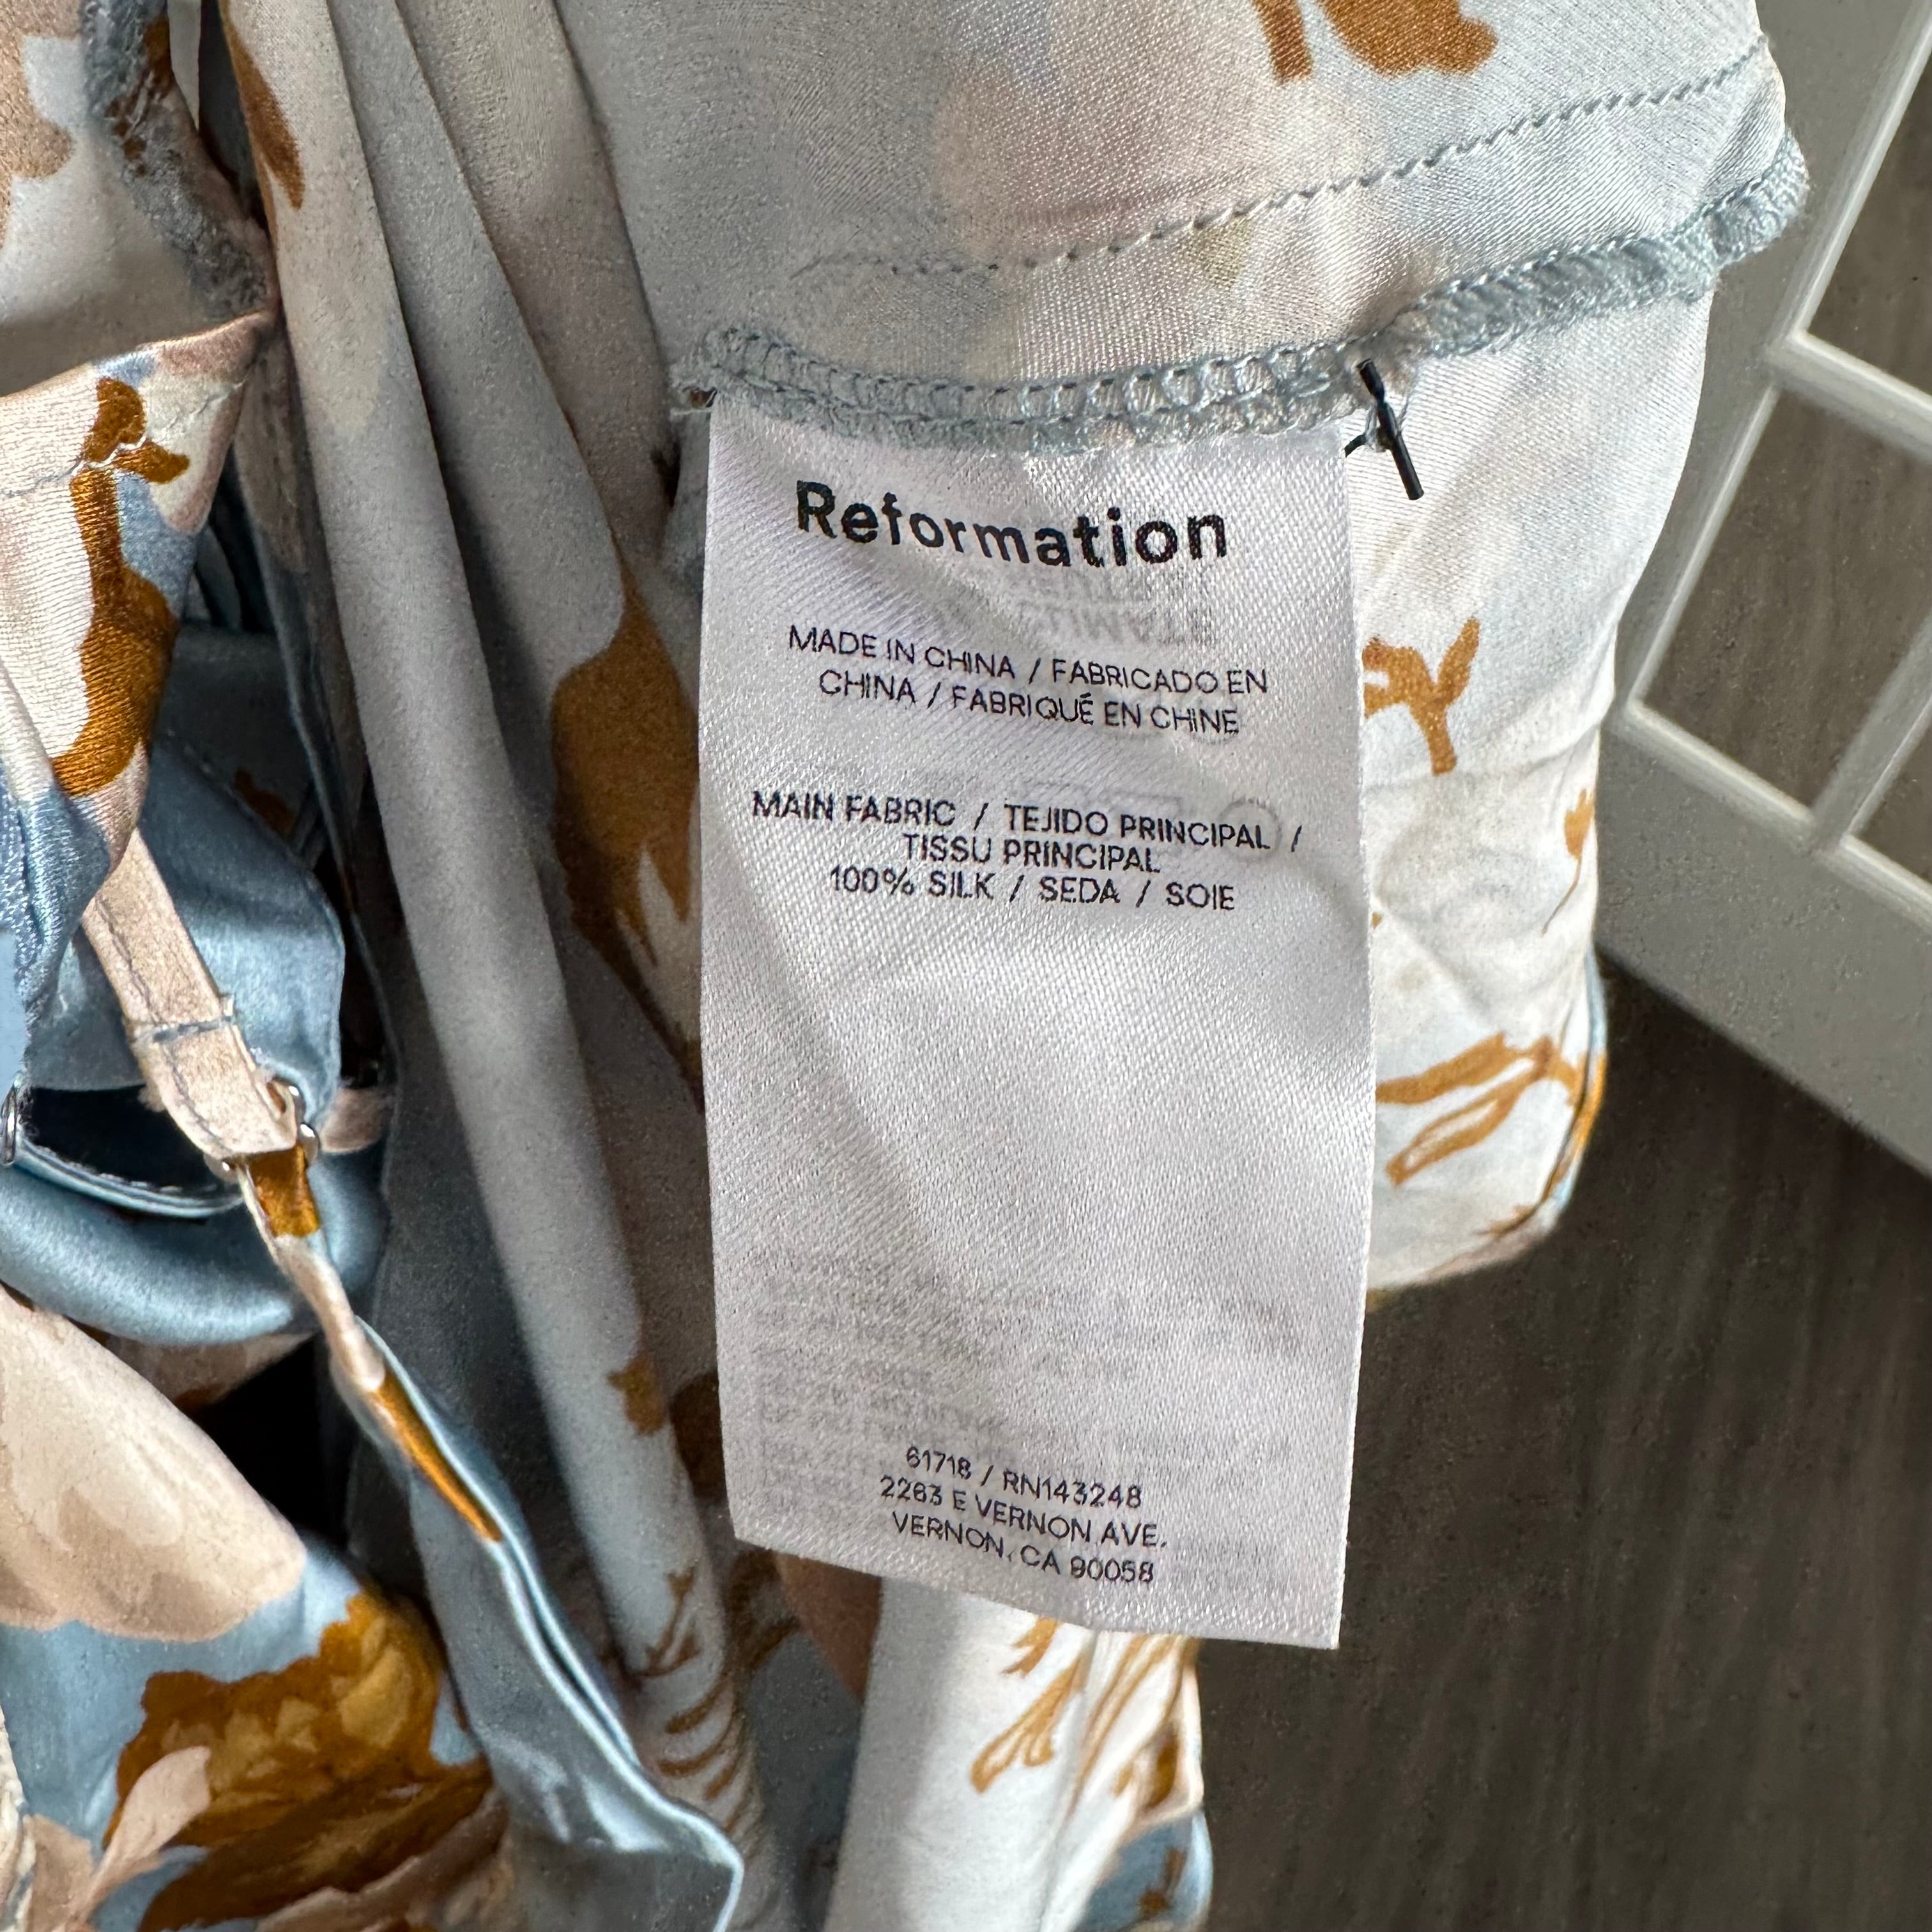 Reformation
MADE IN CHINA / FABRICADO EN
CHINA / FABRIQUÉ EN CHINE
MAIN FABRIC / TEJIDO PRINCIPAL /
TISSU PRINCIPAL
100% SILK / SEDA / SOIE
61718 / RN143248
2263 E VERNON AVE.
VERNON, CA 90058